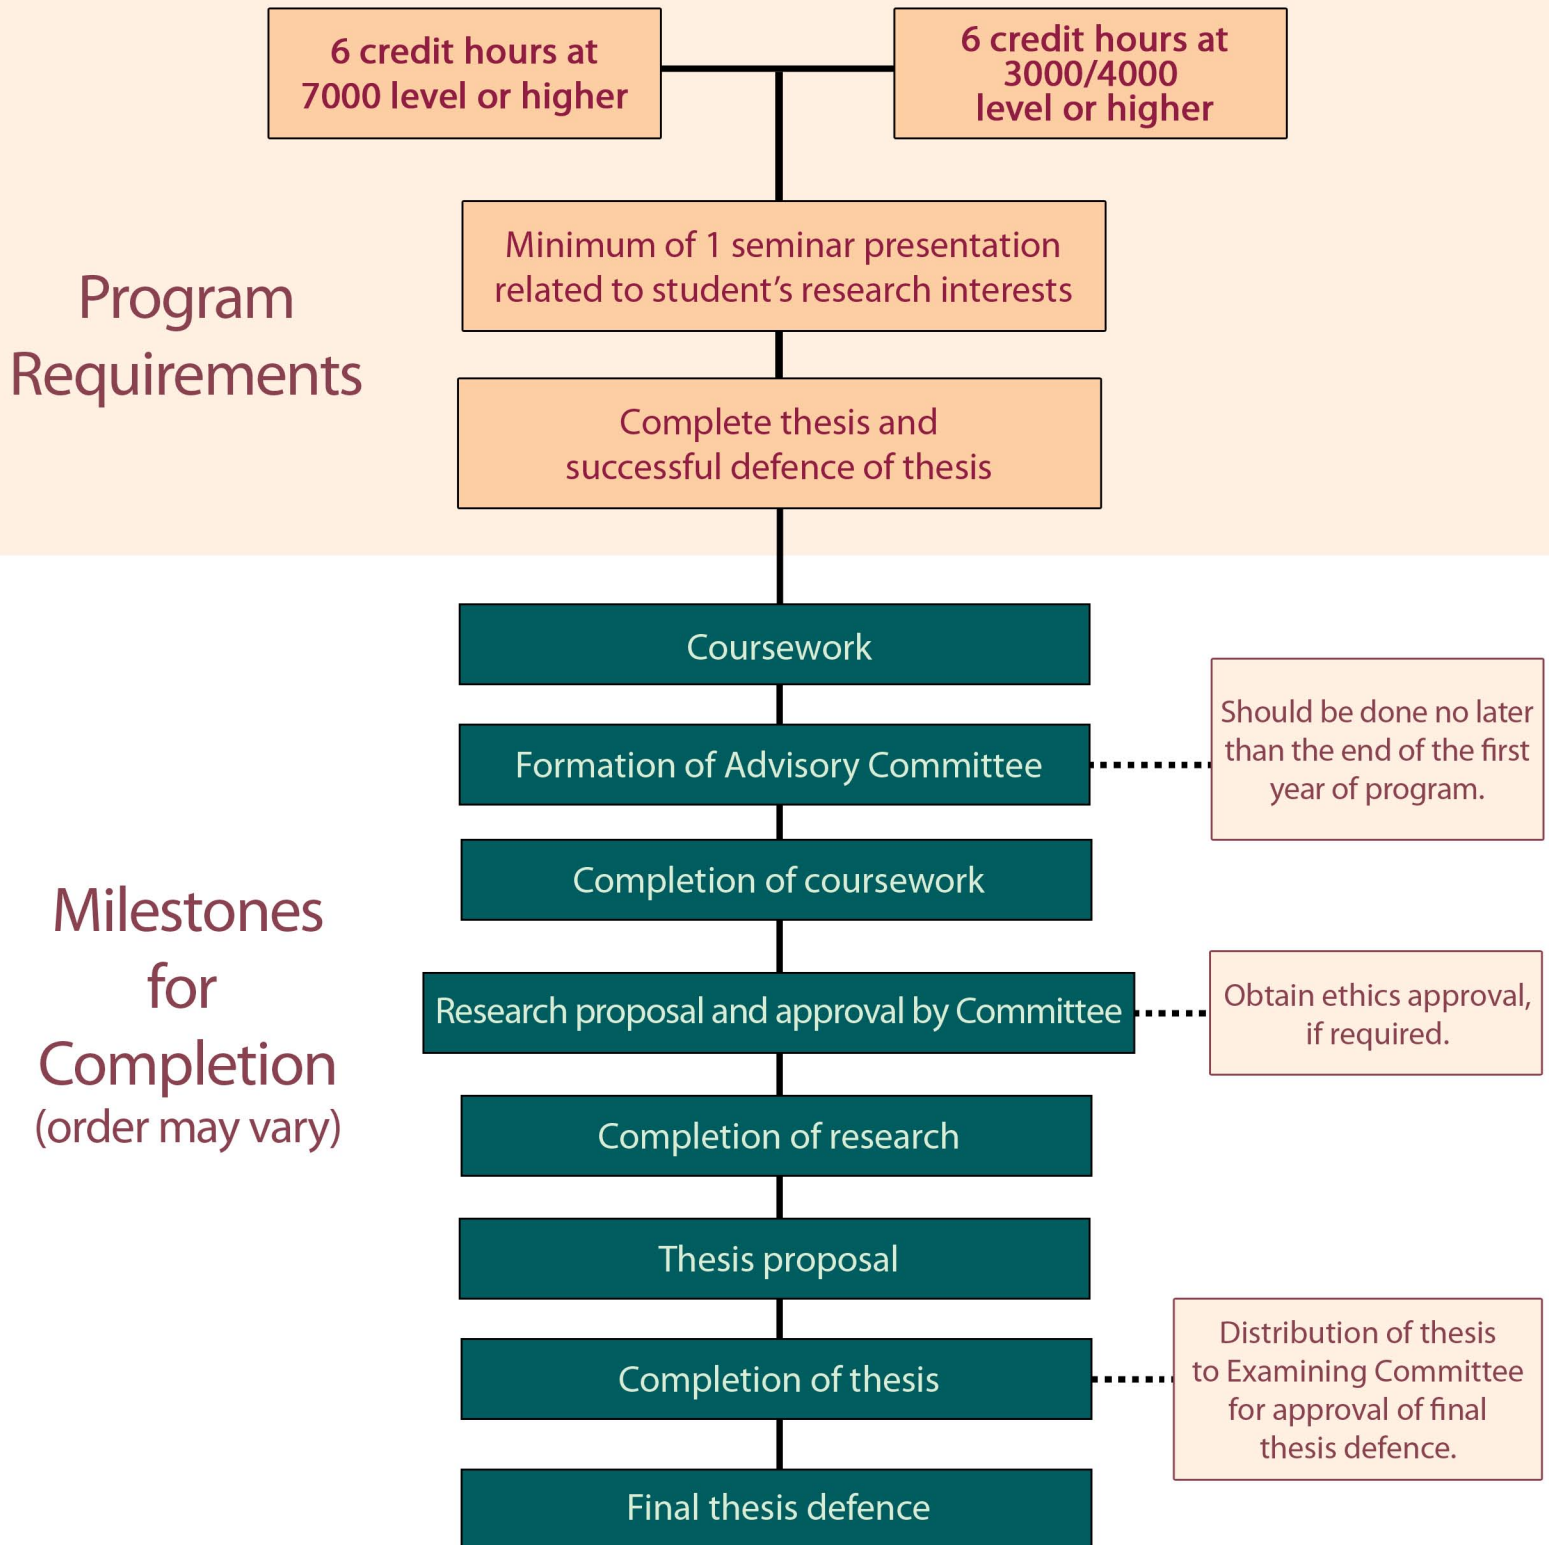 6 credit hours at
7000 level or higher
6 credit hours at
3000/4000
level or higher
Minimum of 1 seminar presentation
related to student’s research interests
Program
Requirements
Complete thesis and
successful defence of thesis
Coursework
Formation of Advisory Committee
Should be done no later
than the end of the first
year of program.
Completion of coursework
Milestones
for
Completion
(order may vary)
Research proposal and approval by Committee
Obtain ethics approval,
if required.
Completion of research
Thesis proposal
Completion of thesis
Distribution of thesis
to Examining Committee
for approval of final
thesis defence.
Final thesis defence